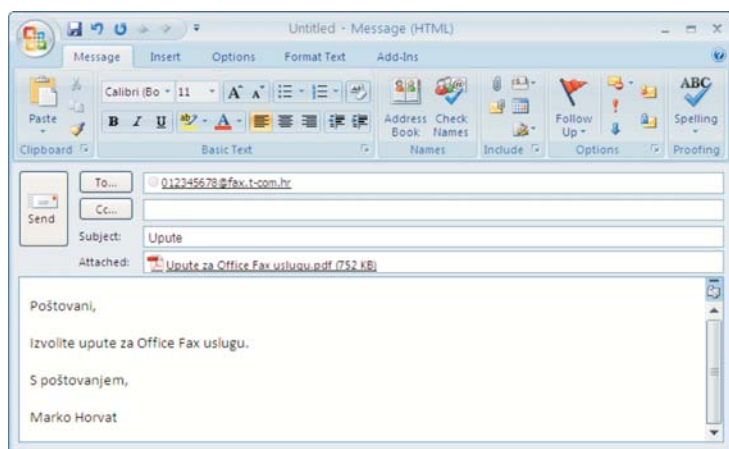 Untitled - Message (HTML)
Message Insert Options Format Text Add-Ins
Paste
Calibri (Bo 11
B I U
Address Book
Check Names
Follow Up
ABC
Spelling
Clipboard Basic Text Names Include Options Proofing
Send
To... 012345678@fax.t-com.hr
Cc...
Subject: Upute
Attached: Upute za Office Fax uslugu.pdf (752 KB)
Poštovani,
Izvolite upute za Office Fax uslugu.
S poštovanjem,
Marko Horvat